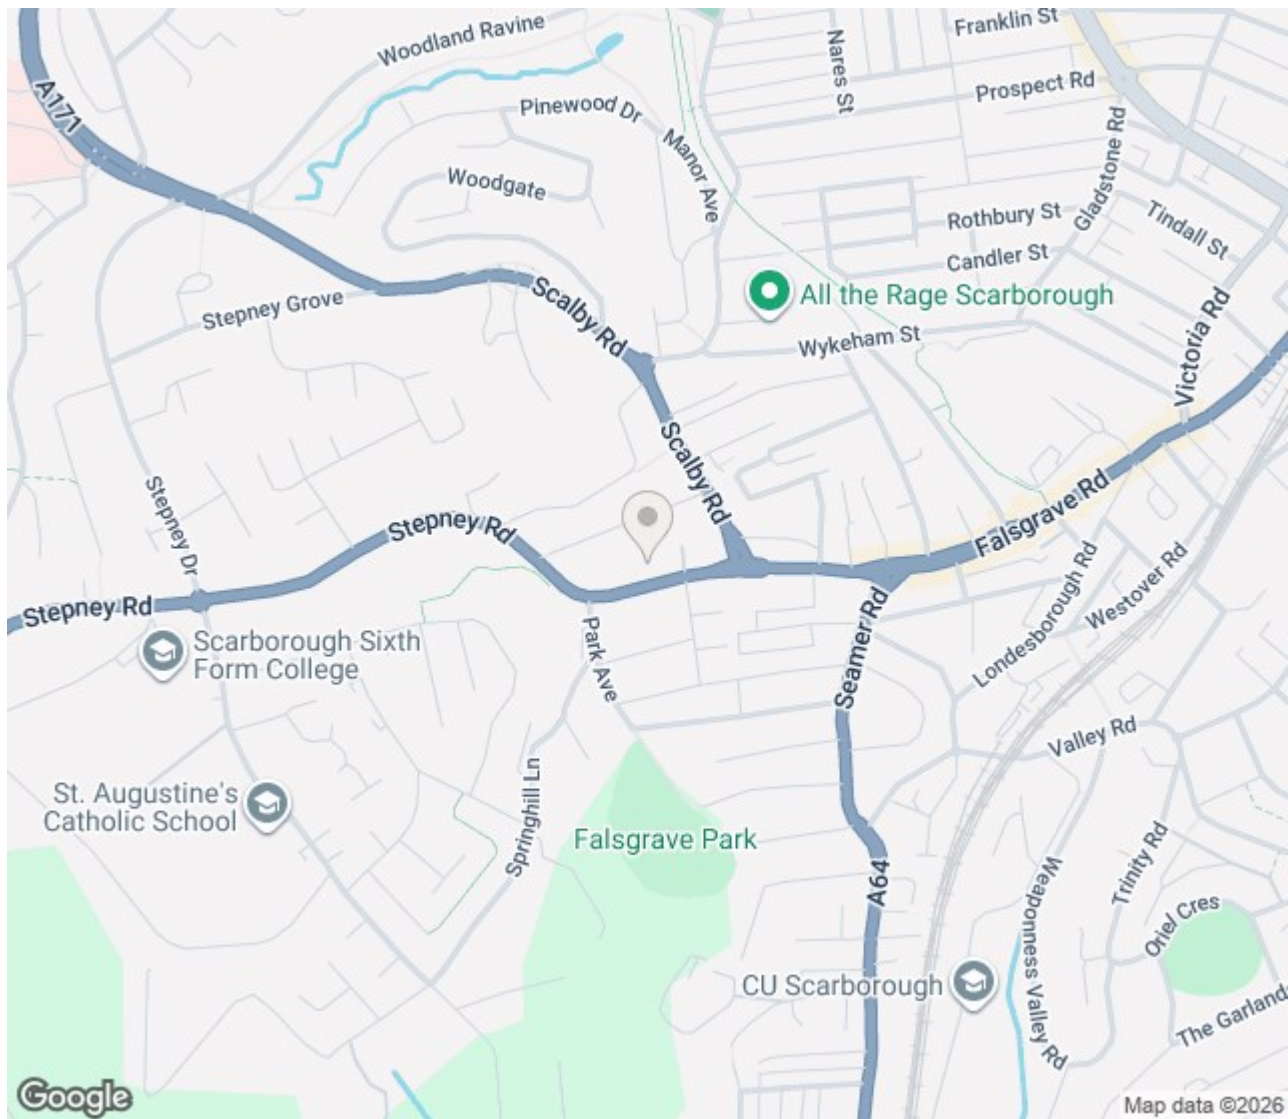 Franklin St
Woodland Ravine
Nares St
Prospect Rd
A171
Pinewood Dr
Manor Ave
Gladstone Rd
Woodgate
Rothbury St
Tindall St
Candler St
All the Rage Scarborough
Stepney Grove
Scalby Rd
Wykeham St
Victoria Rd
Scalby Rd
Stepney Dr
Stepney Rd
Falsgrave Rd
Stepney Rd
Londesborough Rd
Westover Rd
Scarborough Sixth
Form College
Park Ave
Seamer Rd
Valley Rd
St. Augustine's
Catholic School
Springhill Ln
Falsgrave Park
A64
Weaponness Valley Rd
Trinity Rd
Oriel Cres
CU Scarborough
The Garland
Google
Map data ©2026